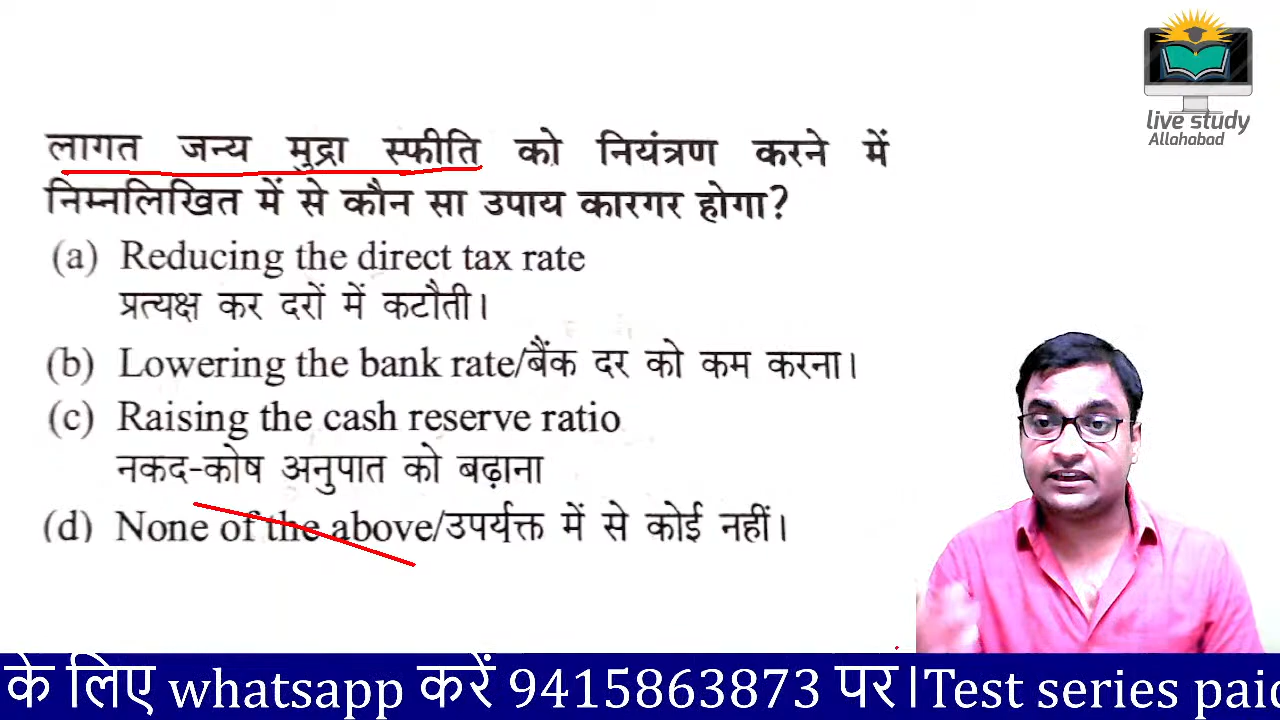 live study
Allahabad
लागत जन्य मुद्रा स्फीति को नियंत्रण करने में
निम्नलिखित में से कौन सा उपाय कारगर होगा?
(a) Reducing the direct tax rate
प्रत्यक्ष कर दरों में कटौती।
(b) Lowering the bank rate/बैंक दर को कम करना।
(c) Raising the cash reserve ratio
नकद-कोष अनुपात को बढ़ाना
(d) None of the above/उपर्यक्त में से कोई नहीं।
के लिए whatsapp करें 9415863873 पर।Test series paid